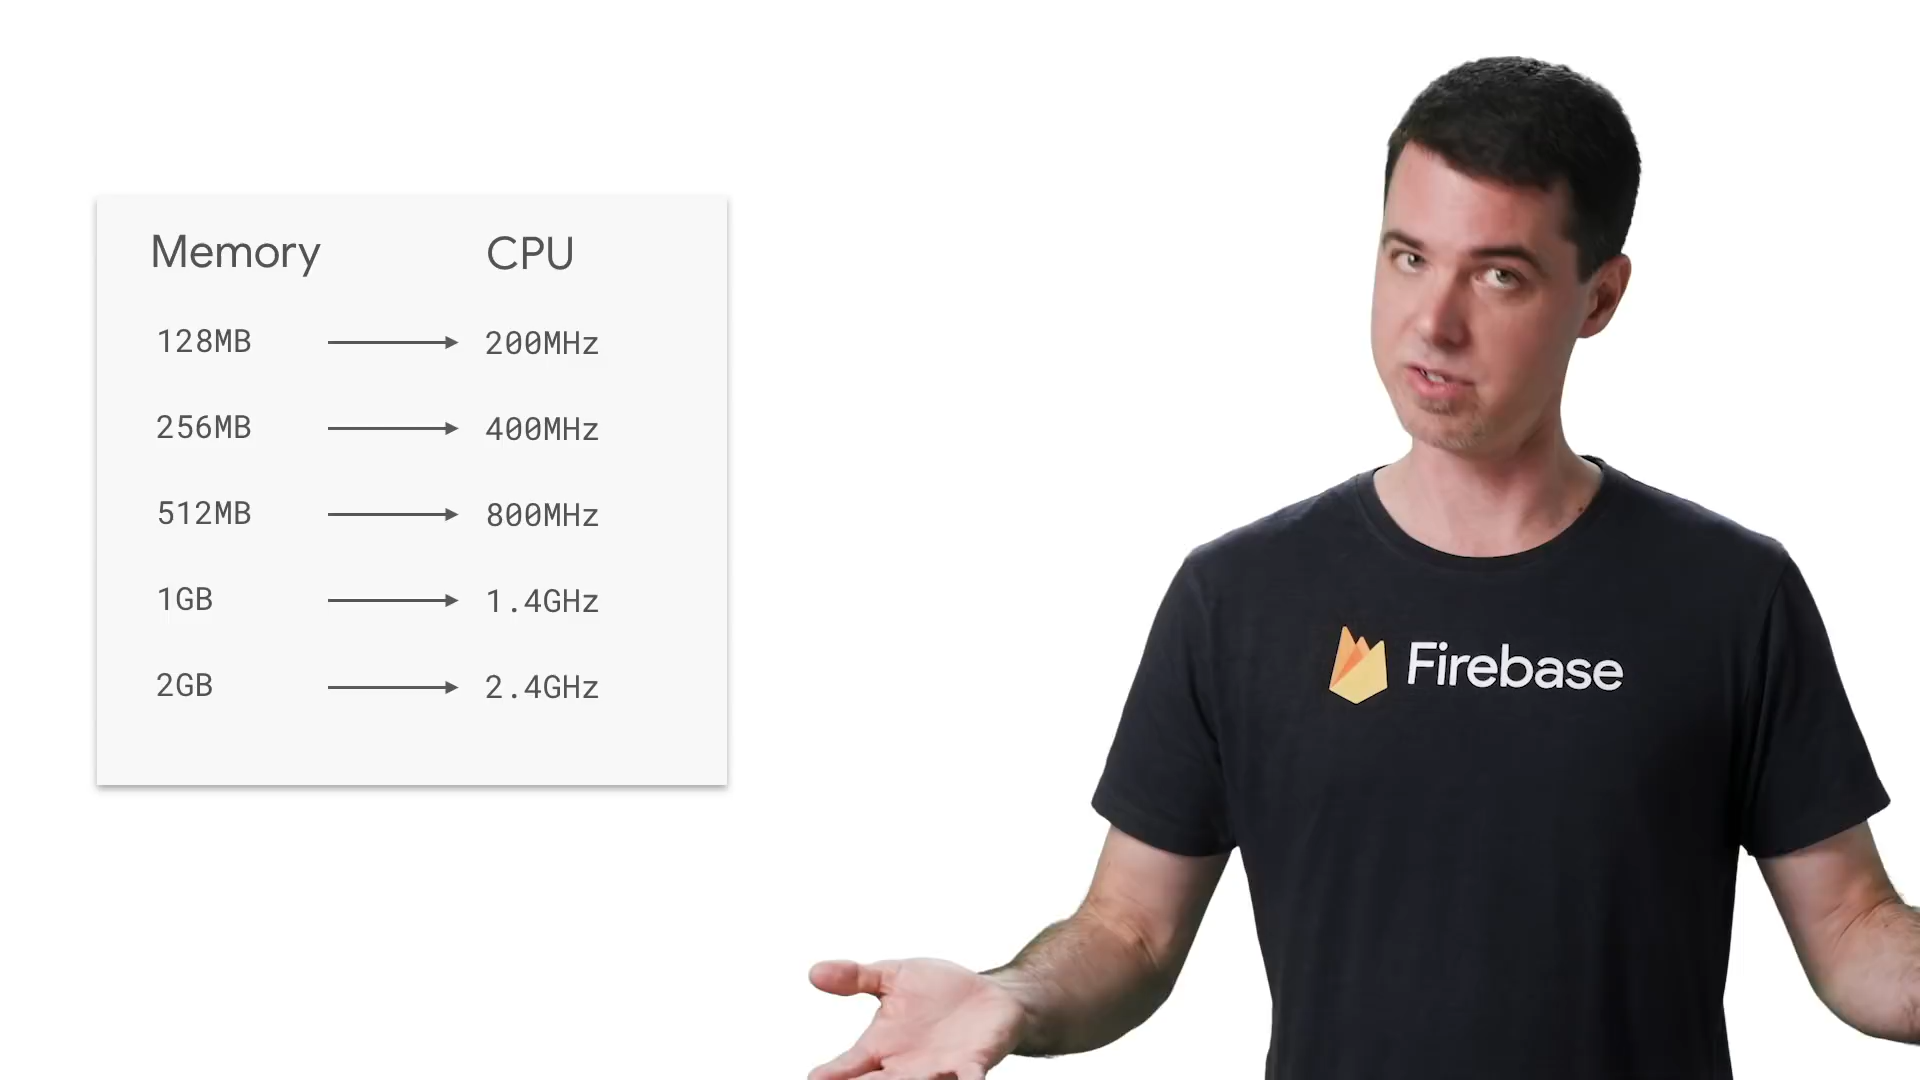 Memory CPU
128MB 200MHz
256MB 400MHz
512MB 800MHz
1GB 1.4GHz
2GB 2.4GHz
Firebase